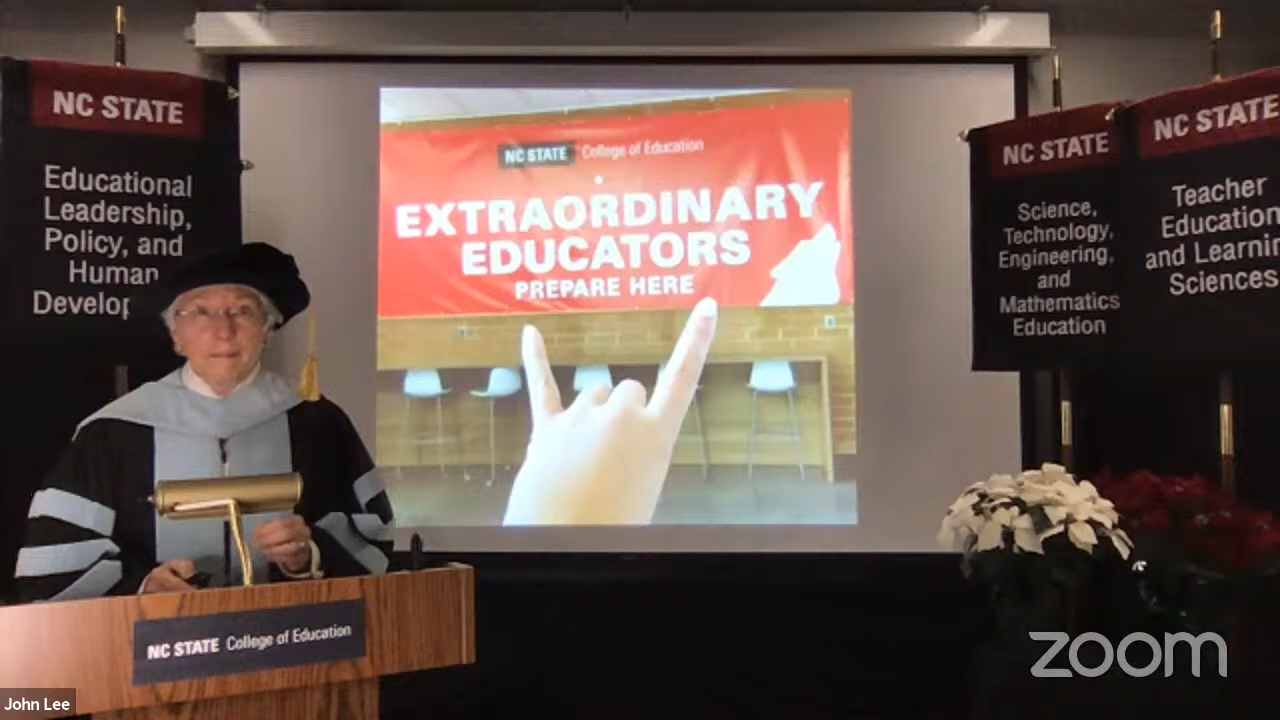 NC STATE
Educational
Leadership,
Policy, and
Human
Develop
NC STATE College of Education
EXTRAORDINARY
EDUCATORS
PREPARE HERE
NC STATE
Science,
Technology,
Engineering,
and
Mathematics
Education
NC STATE
Teacher
Education
and Learnin
Sciences
NC STATE College of Education
John Lee
zoom